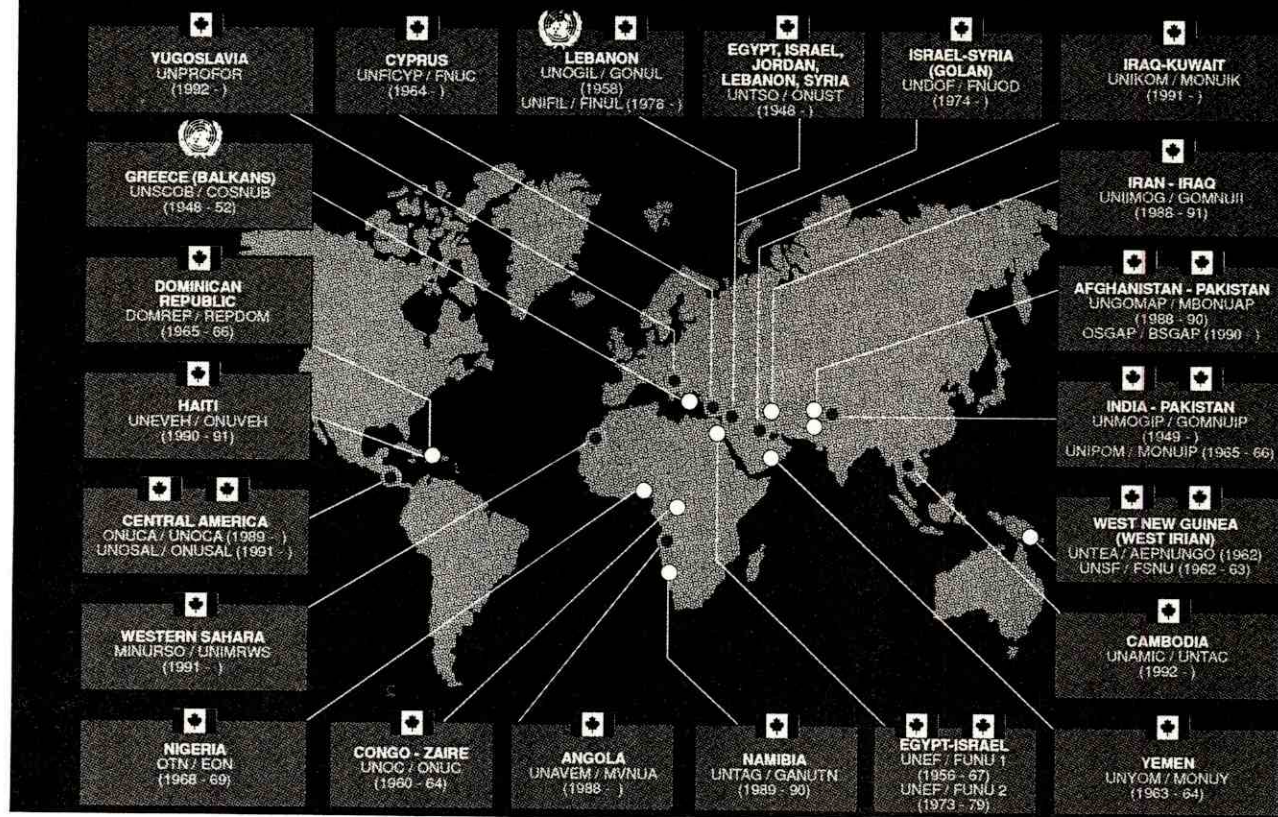 YUGOSLAVIA
UNPROFOR
(1992 - )
CYPRUS
UNFICYP / FNUC
(1964 - )
LEBANON
UNOGIL / GONUL
(1958)
UNIFIL / FINUL (1978 - )
EGYPT, ISRAEL,
JORDAN,
LEBANON, SYRIA
UNTSO / ONUST
(1948 - )
ISRAEL-SYRIA
(GOLAN)
UNDOF / FNUOD
(1974 - )
IRAQ-KUWAIT
UNIKOM / MONUIK
(1991 - )
GREECE (BALKANS)
UNSCOB / COSNUB
(1948 - 52)
IRAN - IRAQ
UNIIMOG / GOMNUII
(1988 - 91)
DOMINICAN
REPUBLIC
DOMREP / REPDOM
(1965 - 66)
AFGHANISTAN - PAKISTAN
UNGOMAP / MBONUAP
(1988 - 90)
OSGAP / BSGAP (1990 - )
HAITI
UNEVEH / ONUVEH
(1990 - 91)
INDIA - PAKISTAN
UNMOGIP / GOMNUIP
(1949 - )
UNIPOM / MONUIP (1965 - 66)
CENTRAL AMERICA
ONUCA / UNOCA (1989 - )
UNOSAL / ONUSAL (1991 - )
WEST NEW GUINEA
(WEST IRIAN)
UNTEA / AEPNUNGO (1962)
UNSF / FSNU (1962 - 63)
WESTERN SAHARA
MINURSO / UNIMRWS
(1991 - )
CAMBODIA
UNAMIC / UNTAC
(1992 - )
NIGERIA
OTN / EON
(1968 - 69)
CONGO - ZAIRE
UNOC / ONUC
(1960 - 64)
ANGOLA
UNAVEM / MVNUA
(1988 - )
NAMIBIA
UNTAG / GANUTN
(1989 - 90)
EGYPT-ISRAEL
UNEF / FUNU 1
(1956 - 67)
UNEF / FUNU 2
(1973 - 79)
YEMEN
UNYOM / MONUY
(1963 - 64)